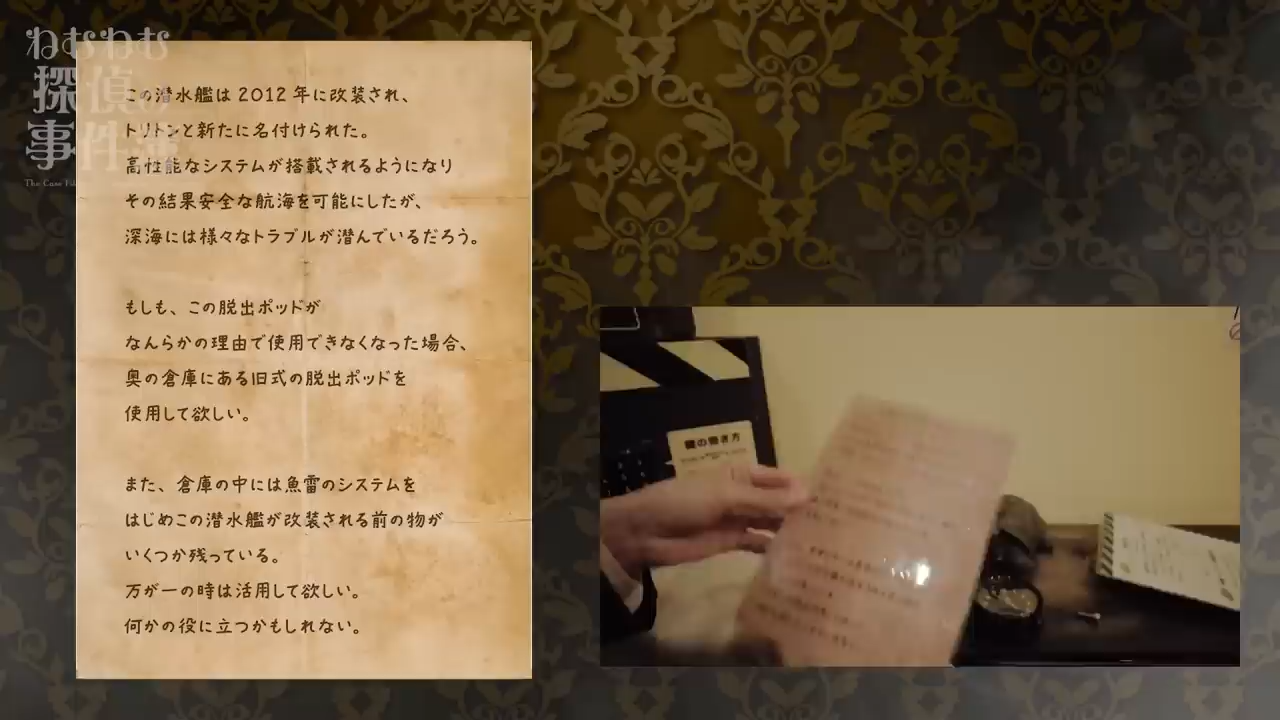 ねむねむ
探偵
事件簿
この潜水艦は 2012 年に改装され、
トリトンと新たに名付けられた。
高性能なシステムが搭載されるようになり
その結果安全な航海を可能にしたが、
深海には様々なトラブルが潜んでいるだろう。
もしも、この脱出ポッドが
なんらかの理由で使用できなくなった場合、
奥の倉庫にある旧式の脱出ポッドを
使用して欲しい。
また、倉庫の中には魚雷のシステムを
はじめこの潜水艦が改装される前の物が
いくつか残っている。
万が一の時は活用して欲しい。
何かの役に立つかもしれない。
鍵の働き方